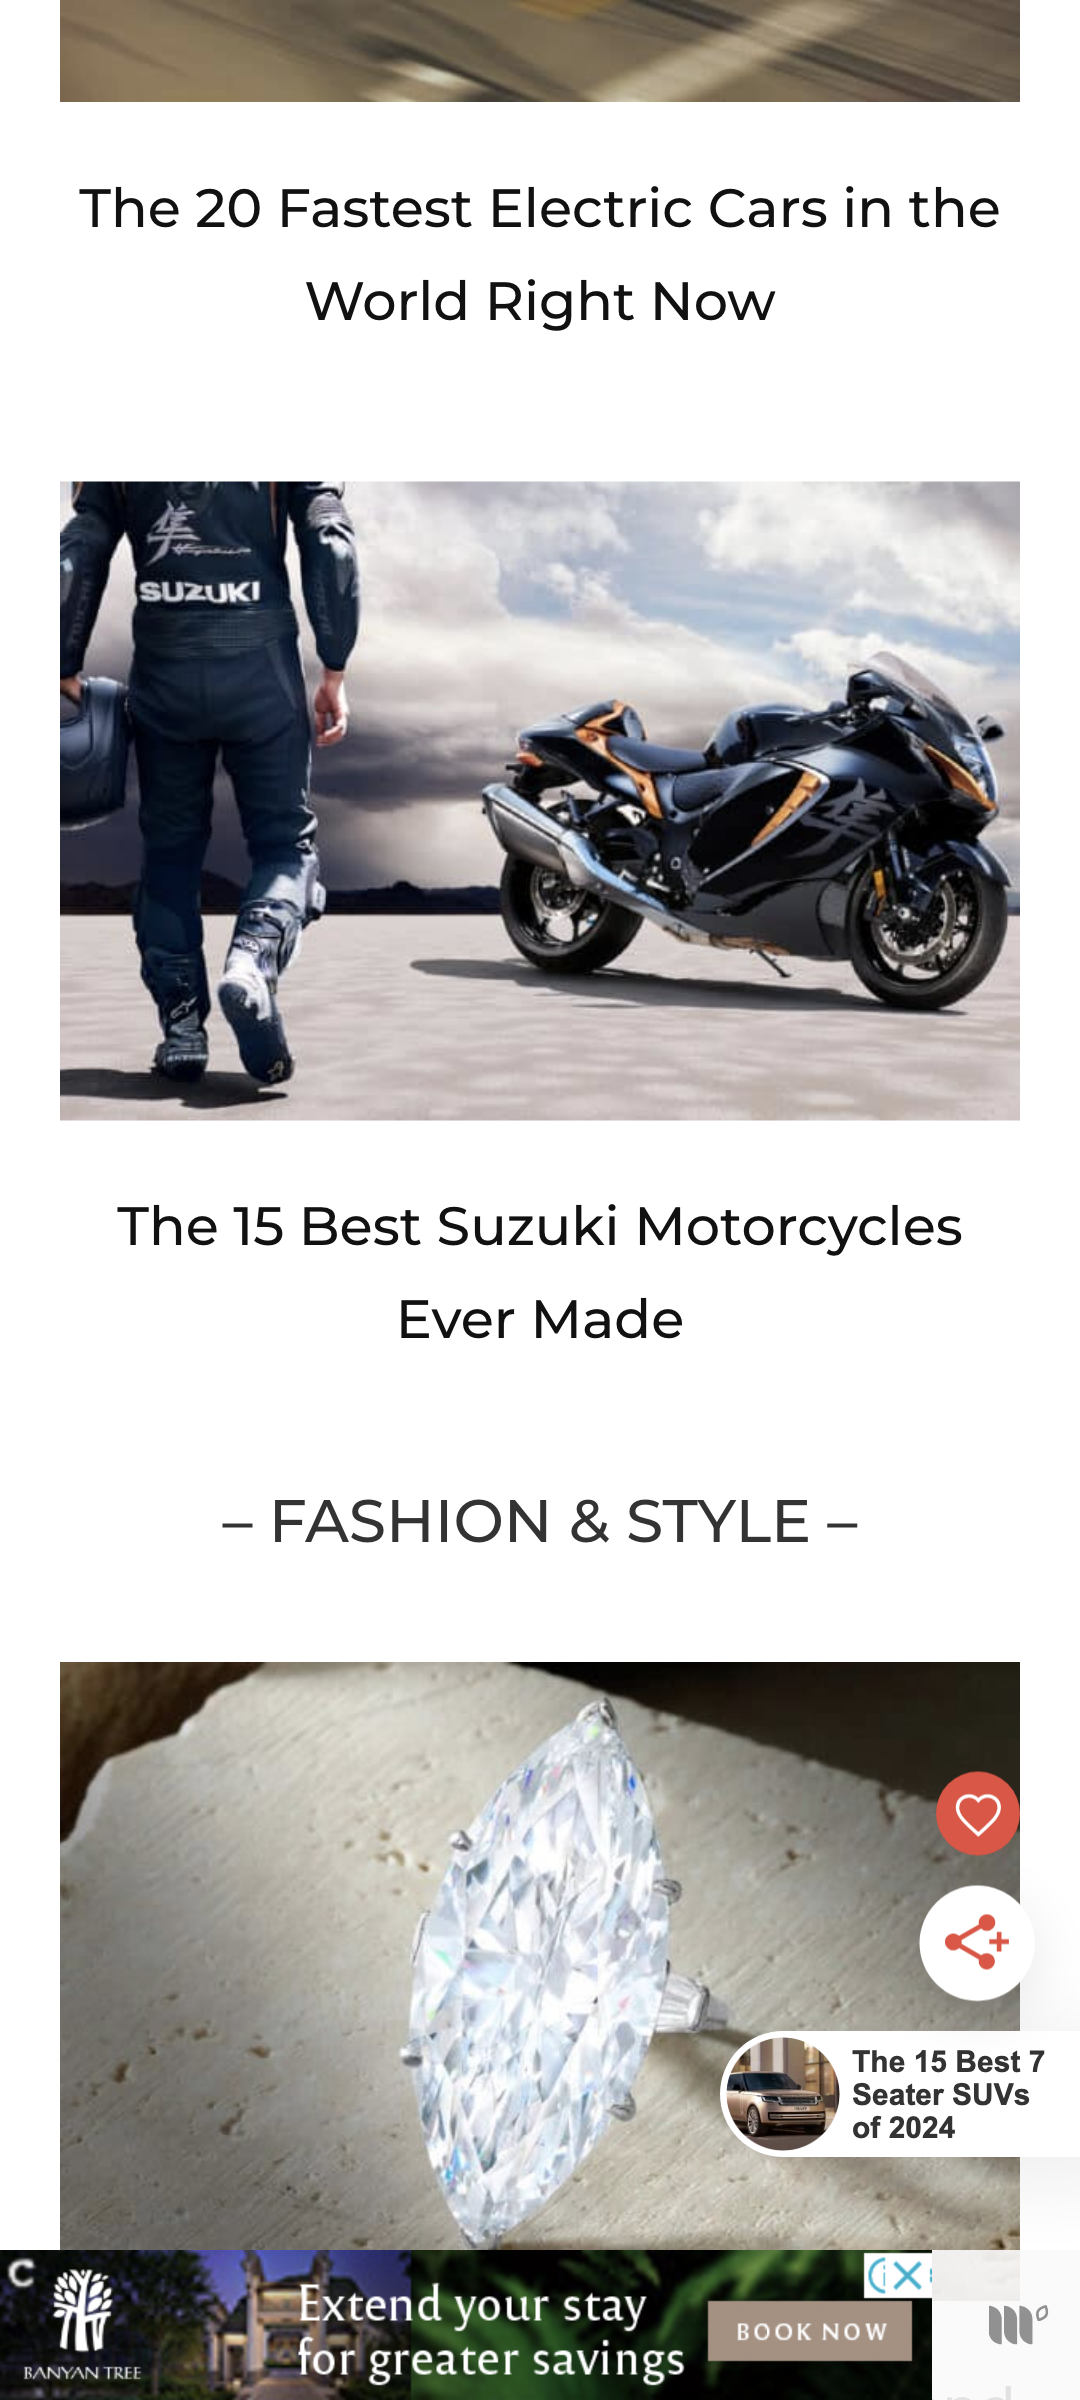 The 20 Fastest Electric Cars in the
World Right Now
隼
SUZUKI
隼
The 15 Best Suzuki Motorcycles
Ever Made
– FASHION & STYLE –
The 15 Best 7
Seater SUVs
of 2024
C
BANYAN TREE
Extend your stay
for greater savings
BOOK NOW